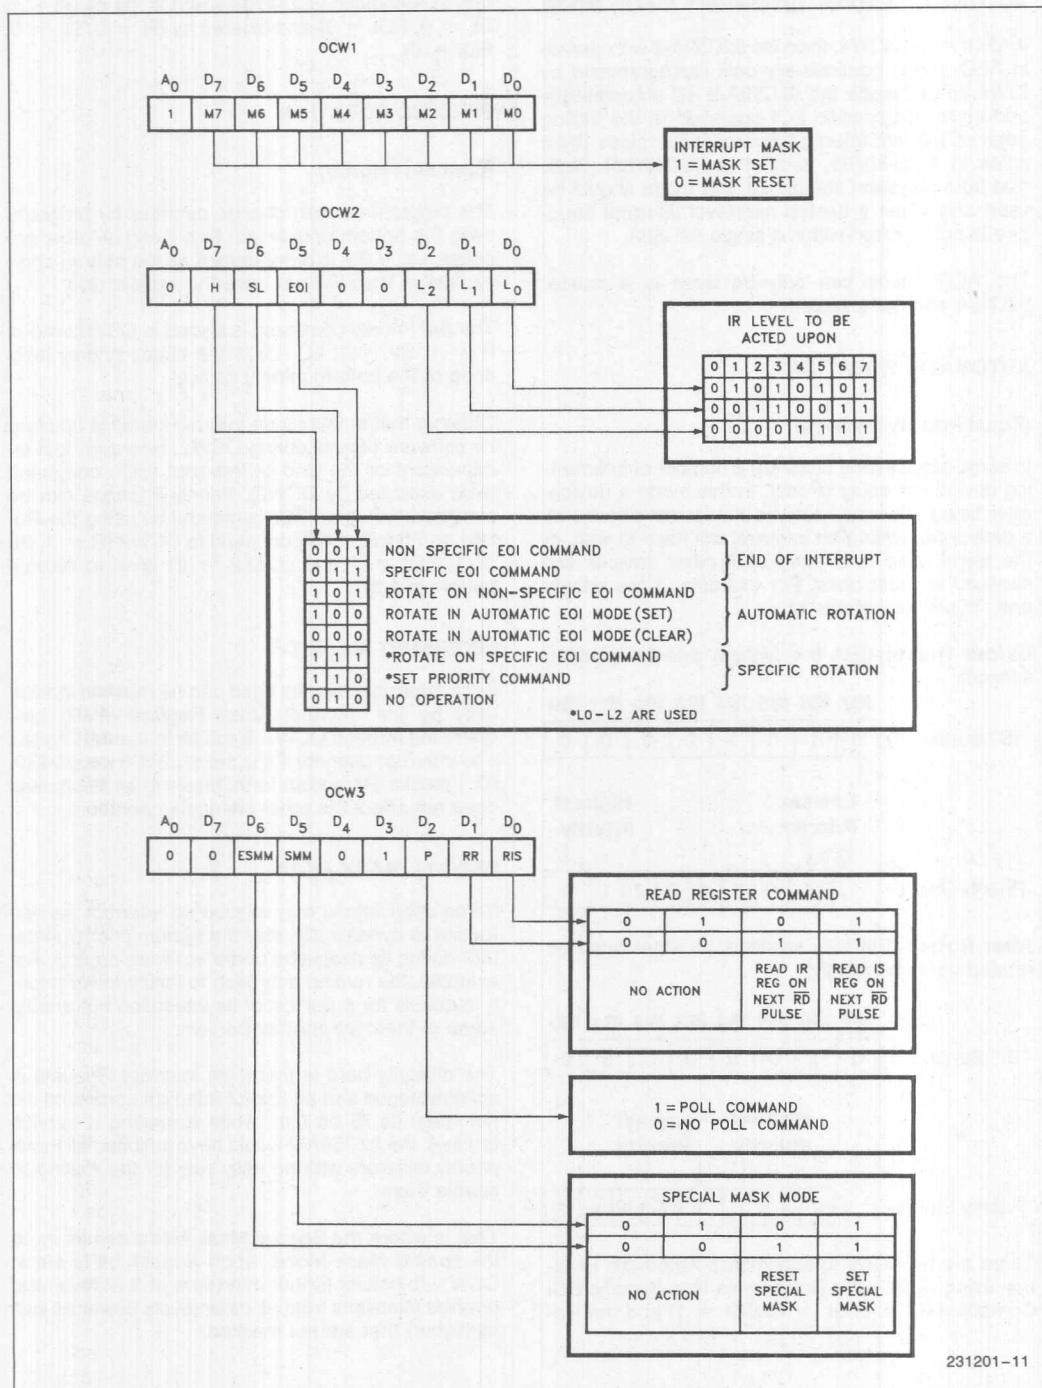 OCW1
A0 D7 D6 D5 D4 D3 D2 D1 D0
1 M7 M6 M5 M4 M3 M2 M1 M0
INTERRUPT MASK
1 = MASK SET
0 = MASK RESET
OCW2
A0 D7 D6 D5 D4 D3 D2 D1 D0
0 H SL EOI 0 0 L2 L1 L0
IR LEVEL TO BE
ACTED UPON
0 1 2 3 4 5 6 7
0 1 0 1 0 1 0 1
0 0 1 1 0 0 1 1
0 0 0 0 1 1 1 1
0 0 1 NON SPECIFIC EOI COMMAND
0 1 1 SPECIFIC EOI COMMAND
END OF INTERRUPT
1 0 1 ROTATE ON NON-SPECIFIC EOI COMMAND
1 0 0 ROTATE IN AUTOMATIC EOI MODE (SET)
0 0 0 ROTATE IN AUTOMATIC EOI MODE (CLEAR)
AUTOMATIC ROTATION
1 1 1 *ROTATE ON SPECIFIC EOI COMMAND
1 1 0 *SET PRIORITY COMMAND
SPECIFIC ROTATION
0 1 0 NO OPERATION
*L0-L2 ARE USED
OCW3
A0 D7 D6 D5 D4 D3 D2 D1 D0
0 0 ESMM SMM 0 1 P RR RIS
READ REGISTER COMMAND
0 1 0 1
0 0 1 1
NO ACTION
READ IR
REG ON
NEXT R̅D̅
PULSE
READ IS
REG ON
NEXT R̅D̅
PULSE
1 = POLL COMMAND
0 = NO POLL COMMAND
SPECIAL MASK MODE
0 1 0 1
0 0 1 1
NO ACTION
RESET
SPECIAL
MASK
SET
SPECIAL
MASK
231201-11